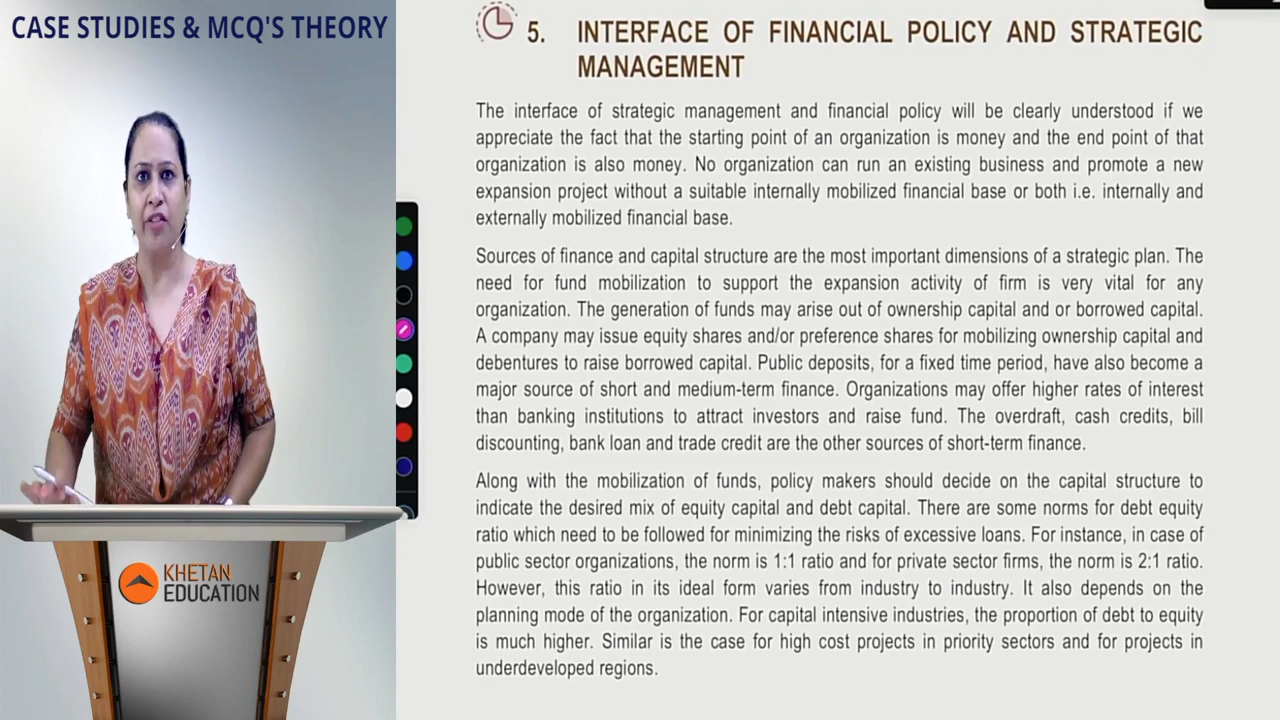 CASE STUDIES & MCQ'S THEORY
5. INTERFACE OF FINANCIAL POLICY AND STRATEGIC
MANAGEMENT
The interface of strategic management and financial policy will be clearly understood if we
appreciate the fact that the starting point of an organization is money and the end point of that
organization is also money. No organization can run an existing business and promote a new
expansion project without a suitable internally mobilized financial base or both i.e. internally and
externally mobilized financial base.
Sources of finance and capital structure are the most important dimensions of a strategic plan. The
need for fund mobilization to support the expansion activity of firm is very vital for any
organization. The generation of funds may arise out of ownership capital and or borrowed capital.
A company may issue equity shares and/or preference shares for mobilizing ownership capital and
debentures to raise borrowed capital. Public deposits, for a fixed time period, have also become a
major source of short and medium-term finance. Organizations may offer higher rates of interest
than banking institutions to attract investors and raise fund. The overdraft, cash credits, bill
discounting, bank loan and trade credit are the other sources of short-term finance.
Along with the mobilization of funds, policy makers should decide on the capital structure to
indicate the desired mix of equity capital and debt capital. There are some norms for debt equity
ratio which need to be followed for minimizing the risks of excessive loans. For instance, in case of
public sector organizations, the norm is 1:1 ratio and for private sector firms, the norm is 2:1 ratio.
However, this ratio in its ideal form varies from industry to industry. It also depends on the
planning mode of the organization. For capital intensive industries, the proportion of debt to equity
is much higher. Similar is the case for high cost projects in priority sectors and for projects in
underdeveloped regions.
KHETAN
EDUCATION